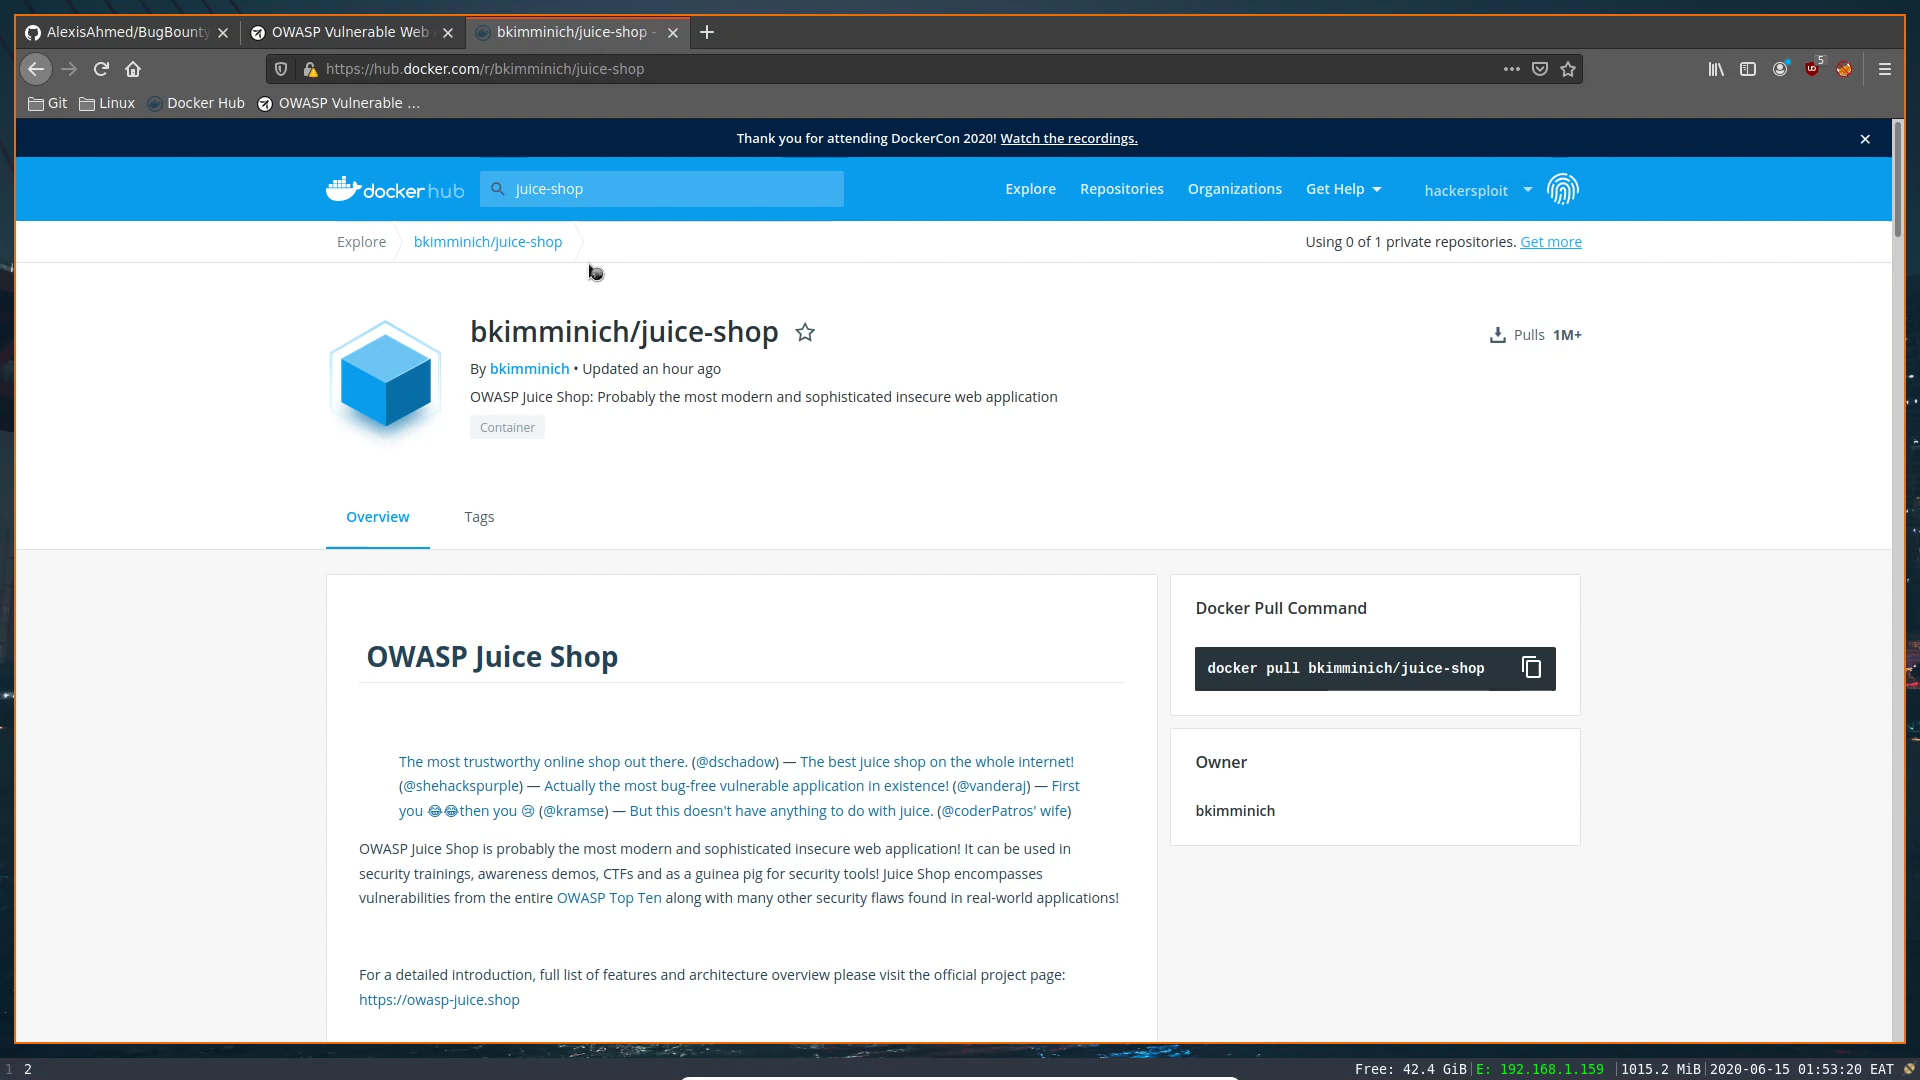 AlexisAhmed/BugBounty
OWASP Vulnerable Web
bkimminich/juice-shop -
https://hub.docker.com/r/bkimminich/juice-shop
5
Git
Linux
Docker Hub
OWASP Vulnerable ...
Thank you for attending DockerCon 2020! Watch the recordings.
docker hub
juice-shop
Explore
Repositories
Organizations
Get Help
hackersploit
Explore
bkimminich/juice-shop
Using 0 of 1 private repositories. Get more
bkimminich/juice-shop
Pulls 1M+
By bkimminich • Updated an hour ago
OWASP Juice Shop: Probably the most modern and sophisticated insecure web application
Container
Overview
Tags
OWASP Juice Shop
The most trustworthy online shop out there. (@dschadow) — The best juice shop on the whole internet!
(@shehackspurple) — Actually the most bug-free vulnerable application in existence! (@vanderaj) — First
you 😂😂then you 😢 (@kramse) — But this doesn't have anything to do with juice. (@coderPatros' wife)
OWASP Juice Shop is probably the most modern and sophisticated insecure web application! It can be used in
security trainings, awareness demos, CTFs and as a guinea pig for security tools! Juice Shop encompasses
vulnerabilities from the entire OWASP Top Ten along with many other security flaws found in real-world applications!
For a detailed introduction, full list of features and architecture overview please visit the official project page:
https://owasp-juice.shop
Docker Pull Command
docker pull bkimminich/juice-shop
Owner
bkimminich
1 2
Free: 42.4 GiB|E: 192.168.1.159 |1015.2 MiB|2020-06-15 01:53:20 EAT